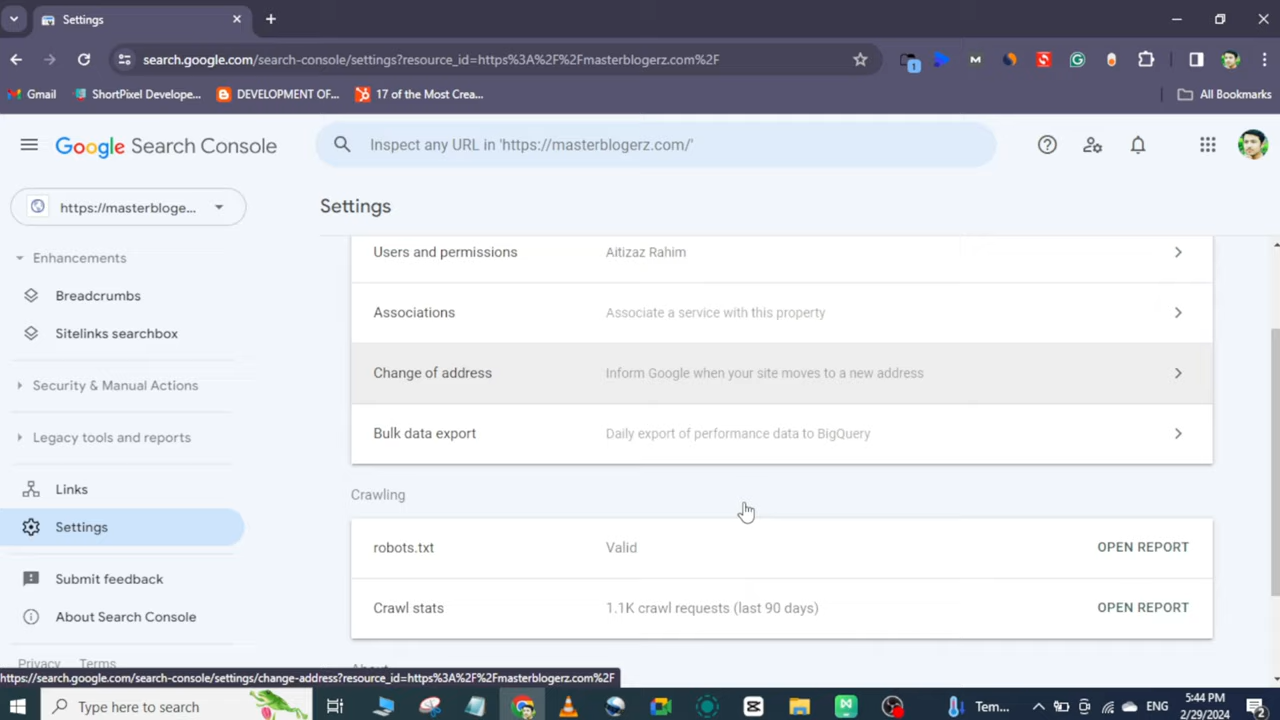 Settings
search.google.com/search-console/settings?resource_id=https%3A%2F%2Fmasterblogerz.com%2F
1
Gmail
ShortPixel Develope...
DEVELOPMENT OF...
17 of the Most Crea...
All Bookmarks
Google Search Console
Inspect any URL in 'https://masterblogerz.com/'
https://masterbloge...
Settings
Enhancements
Breadcrumbs
Sitelinks searchbox
Security & Manual Actions
Legacy tools and reports
Links
Settings
Submit feedback
About Search Console
Privacy Terms
Users and permissions Aitizaz Rahim
Associations Associate a service with this property
Change of address Inform Google when your site moves to a new address
Bulk data export Daily export of performance data to BigQuery
Crawling
robots.txt Valid OPEN REPORT
Crawl stats 1.1K crawl requests (last 90 days) OPEN REPORT
About
https://search.google.com/search-console/settings/change-address?resource_id=https%3A%2F%2Fmasterblogerz.com%2F
Type here to search
Tem...
ENG
5:44 PM
2/29/2024
2